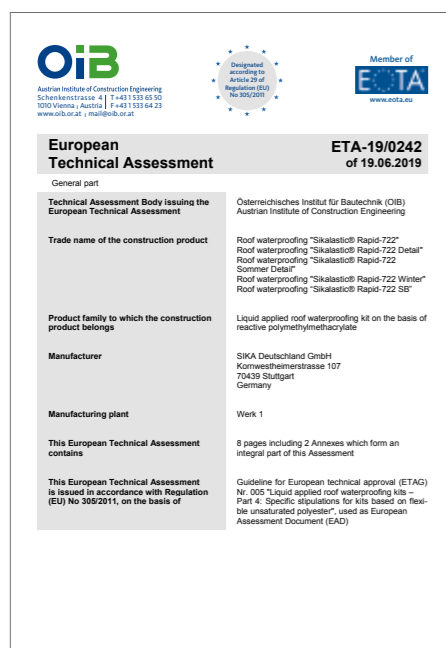 OiB
Austrian Institute of Construction Engineering
Schenkenstrasse 4 | T +43 1 533 65 50
1010 Vienna | Austria | F +43 1 533 64 23
www.oib.or.at | mail@oib.or.at
Designated
according to
Article 29 of
Regulation (EU)
No 305/2011
Member of
EOTA
www.eota.eu
European
Technical Assessment
ETA-19/0242
of 19.06.2019
General part
Technical Assessment Body issuing the
European Technical Assessment
Österreichisches Institut für Bautechnik (OIB)
Austrian Institute of Construction Engineering
Trade name of the construction product
Roof waterproofing "Sikalastic® Rapid-722"
Roof waterproofing "Sikalastic® Rapid-722 Detail"
Roof waterproofing "Sikalastic® Rapid-722
Sommer Detail"
Roof waterproofing "Sikalastic® Rapid-722 Winter"
Roof waterproofing "Sikalastic® Rapid-722 SB"
Product family to which the construction
product belongs
Liquid applied roof waterproofing kit on the basis of
reactive polymethylmethacrylate
Manufacturer
SIKA Deutschland GmbH
Kornwestheimerstrasse 107
70439 Stuttgart
Germany
Manufacturing plant
Werk 1
This European Technical Assessment
contains
8 pages including 2 Annexes which form an
integral part of this Assessment
This European Technical Assessment
is issued in accordance with Regulation
(EU) No 305/2011, on the basis of
Guideline for European technical approval (ETAG)
Nr. 005 "Liquid applied roof waterproofing kits –
Part 4: Specific stipulations for kits based on flexi-
ble unsaturated polyester", used as European
Assessment Document (EAD)